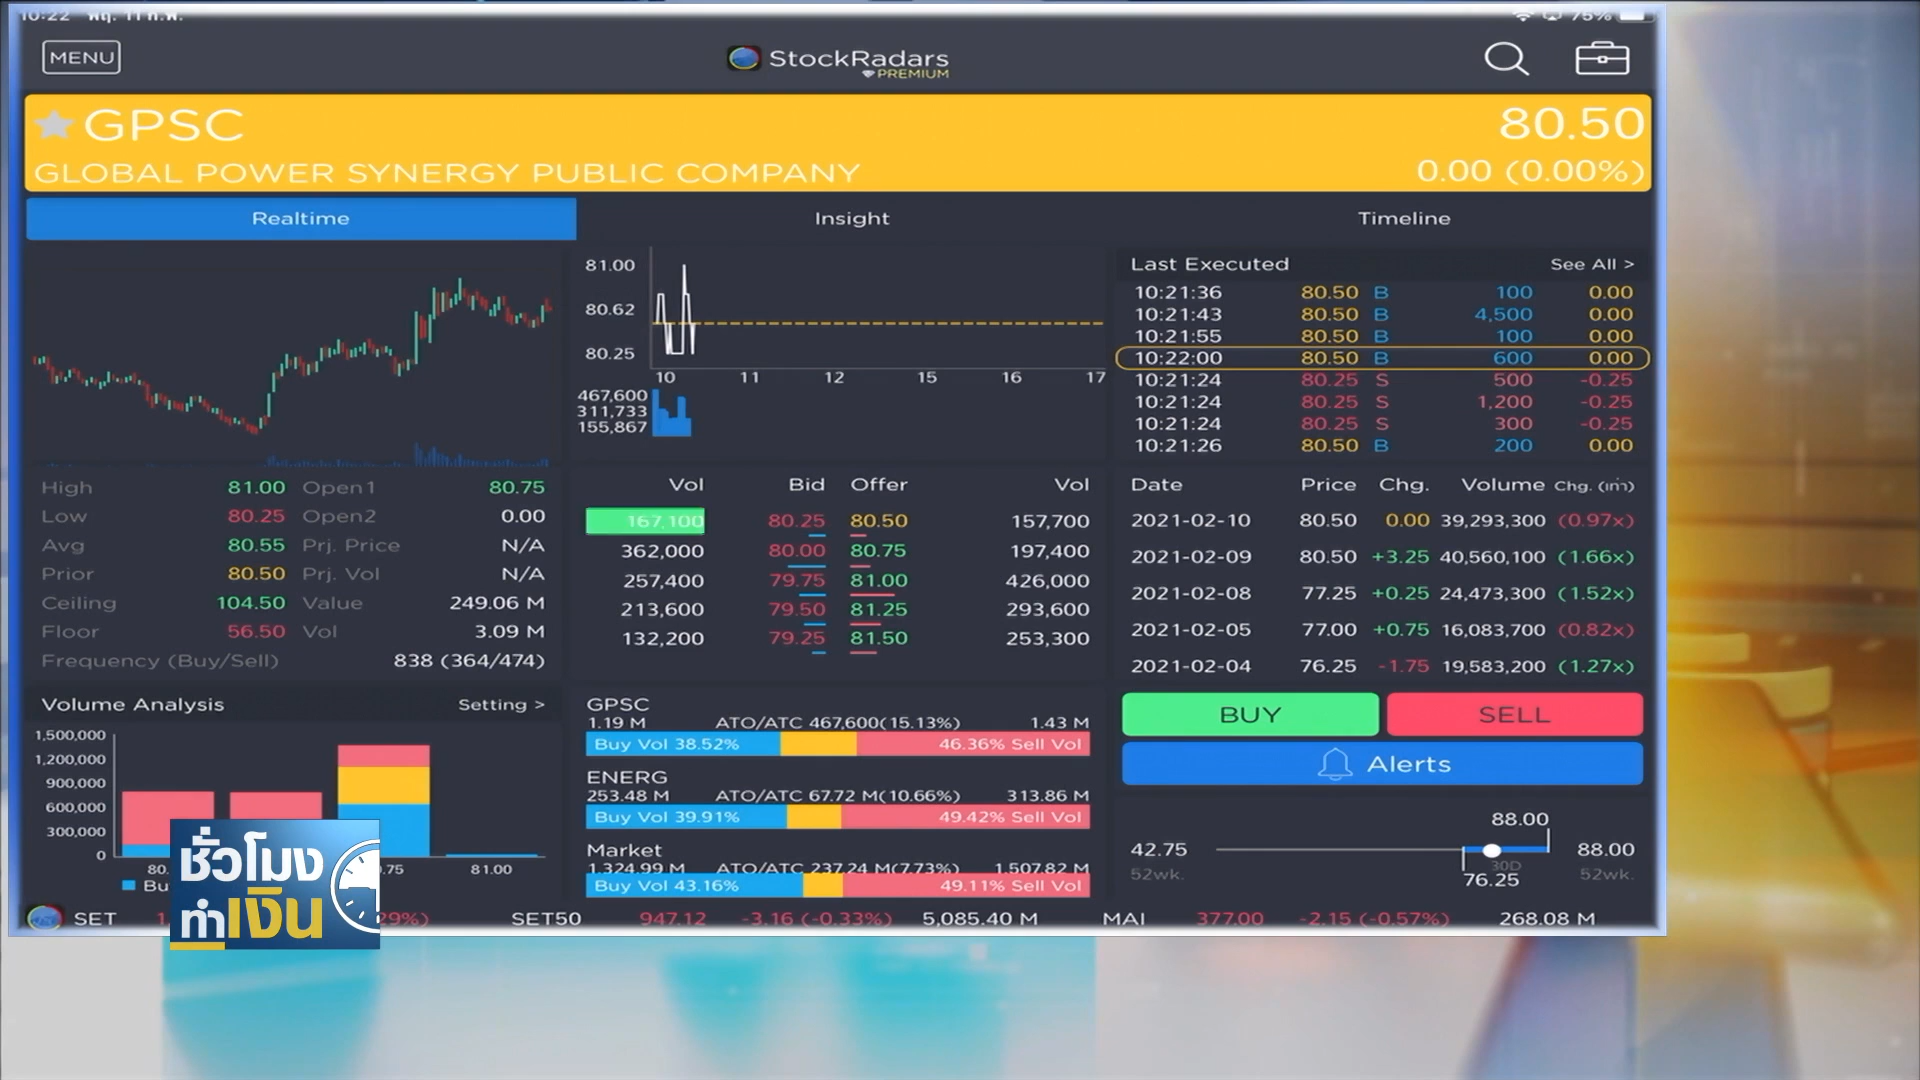 10:22 พฤ. 11 ก.พ.
75%
MENU
StockRadars
PREMIUM
GPSC
80.50
GLOBAL POWER SYNERGY PUBLIC COMPANY
0.00 (0.00%)
Realtime
Insight
Timeline
81.00
80.62
80.25
10 11 12 15 16 17
467,600
311,733
155,867
Last Executed See All >
10:21:36 80.50 B 100 0.00
10:21:43 80.50 B 4,500 0.00
10:21:55 80.50 B 100 0.00
10:22:00 80.50 B 600 0.00
10:21:24 80.25 S 500 -0.25
10:21:24 80.25 S 1,200 -0.25
10:21:24 80.25 S 300 -0.25
10:21:26 80.50 B 200 0.00
High 81.00 Open1 80.75
Low 80.25 Open2 0.00
Avg 80.55 Prj. Price N/A
Prior 80.50 Prj. Vol N/A
Ceiling 104.50 Value 249.06 M
Floor 56.50 Vol 3.09 M
Frequency (Buy/Sell) 838 (364/474)
Vol Bid Offer Vol
167,100 80.25 80.50 157,700
362,000 80.00 80.75 197,400
257,400 79.75 81.00 426,000
213,600 79.50 81.25 293,600
132,200 79.25 81.50 253,300
Date Price Chg. Volume Chg. (เท่า)
2021-02-10 80.50 0.00 39,293,300 (0.97x)
2021-02-09 80.50 +3.25 40,560,100 (1.66x)
2021-02-08 77.25 +0.25 24,473,300 (1.52x)
2021-02-05 77.00 +0.75 16,083,700 (0.82x)
2021-02-04 76.25 -1.75 19,583,200 (1.27x)
Volume Analysis Setting >
1,500,000
1,200,000
900,000
600,000
300,000
0
80. .75 81.00
Bu
GPSC
1.19 M ATO/ATC 467,600(15.13%) 1.43 M
Buy Vol 38.52% 46.36% Sell Vol
ENERG
253.48 M ATO/ATC 67.72 M(10.66%) 313.86 M
Buy Vol 39.91% 49.42% Sell Vol
Market
1,324.99 M ATO/ATC 237.24 M(7.73%) 1,507.82 M
Buy Vol 43.16% 49.11% Sell Vol
BUY SELL
Alerts
88.00
42.75 88.00
52wk. 30D 52wk.
76.25
ชั่วโมง
ทำเงิน
SET 1, 29%) SET50 947.12 -3.16 (-0.33%) 5,085.40 M MAI 377.00 -2.15 (-0.57%) 268.08 M